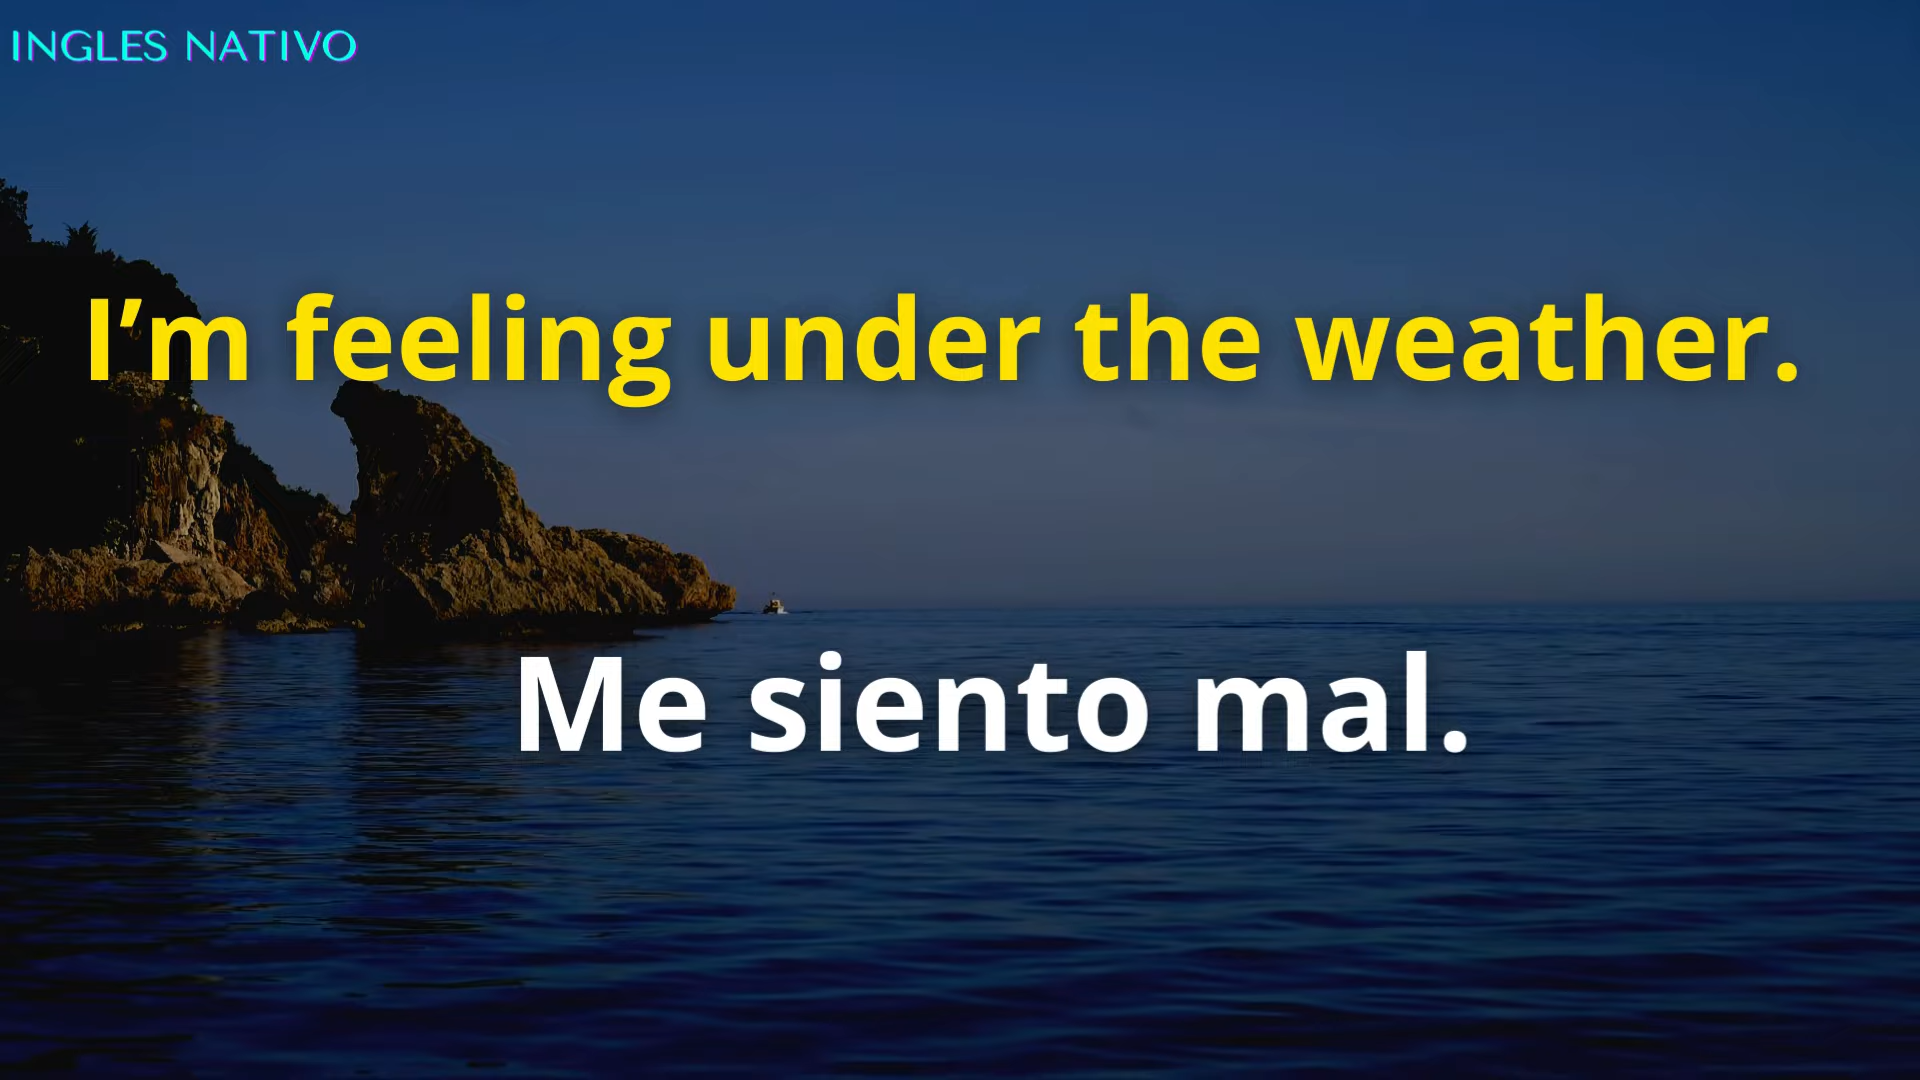 INGLES NATIVO
I’m feeling under the weather.
Me siento mal.